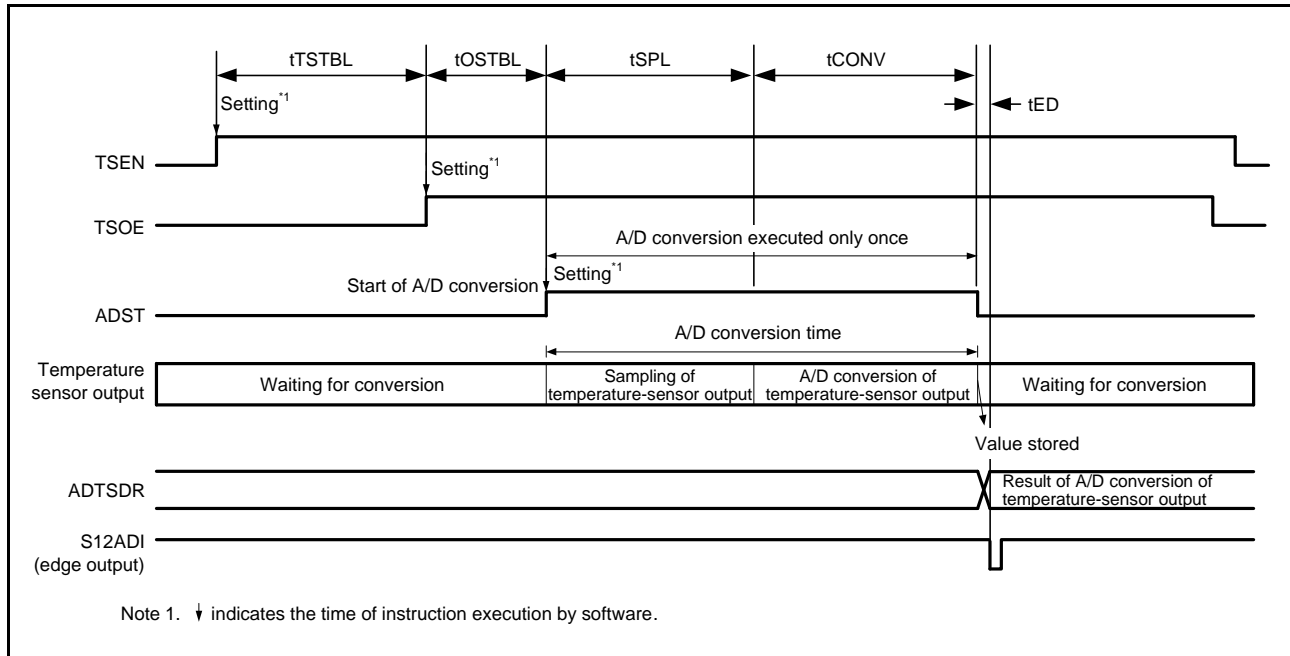 tTSTBL
tOSTBL
tSPL
tCONV
tED
Setting*1
TSEN
Setting*1
TSOE
A/D conversion executed only once
Start of A/D conversion
Setting*1
ADST
A/D conversion time
Temperature
sensor output
Waiting for conversion
Sampling of
temperature-sensor output
A/D conversion of
temperature-sensor output
Waiting for conversion
Value stored
ADTSDR
Result of A/D conversion of
temperature-sensor output
S12ADI
(edge output)
Note 1. indicates the time of instruction execution by software.